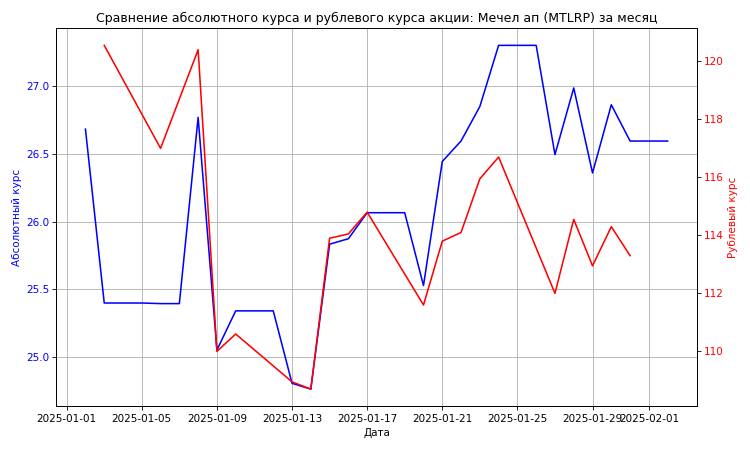 Сравнение абсолютного курса и рублевого курса акции: Мечел ап (MTLRP) за месяц
Абсолютный курс
27.0
26.5
26.0
25.5
25.0
120
118
116
114
112
110
Рублевый курс
2025-01-01 2025-01-05 2025-01-09 2025-01-13 2025-01-17 2025-01-21 2025-01-25 2025-01-29 2025-02-01
Дата